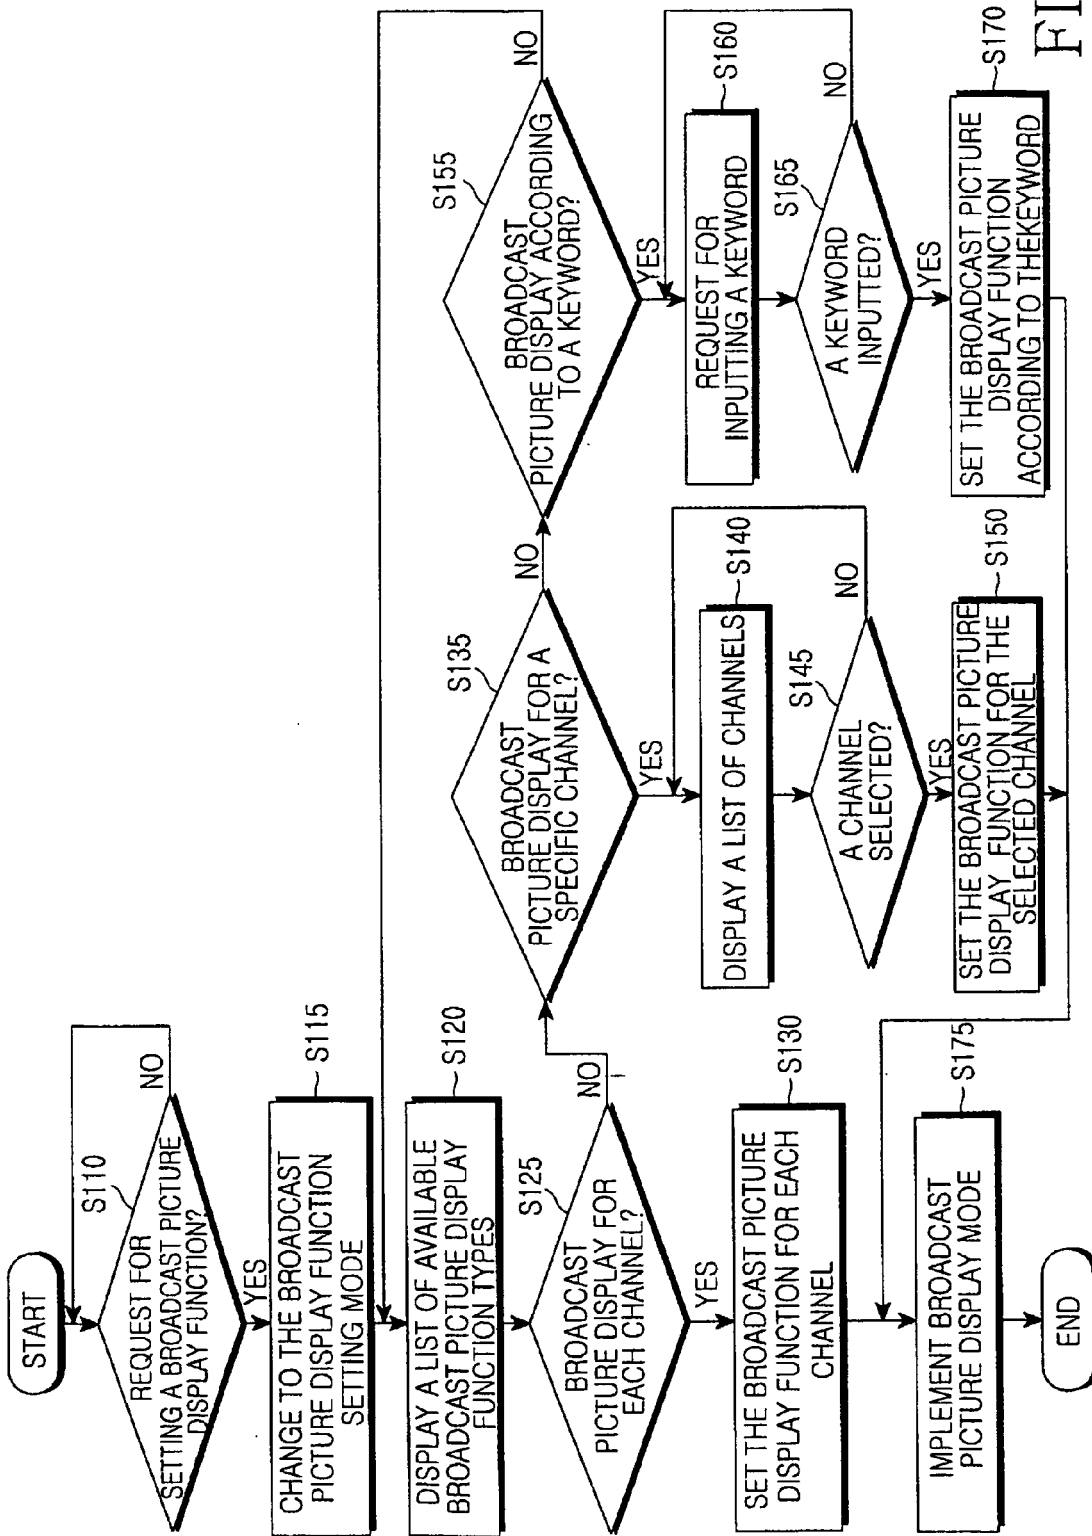 START
S110
REQUEST FOR
SETTING A BROADCAST PICTURE
DISPLAY FUNCTION?
NO
YES
S115
CHANGE TO THE BROADCAST
PICTURE DISPLAY FUNCTION
SETTING MODE
S120
DISPLAY A LIST OF AVAILABLE
BROADCAST PICTURE DISPLAY
FUNCTION TYPES
S125
BROADCAST
PICTURE DISPLAY FOR
EACH CHANNEL?
NO
YES
S130
SET THE BROADCAST PICTURE
DISPLAY FUNCTION FOR EACH
CHANNEL
S175
IMPLEMENT BROADCAST
PICTURE DISPLAY MODE
END
S135
BROADCAST
PICTURE DISPLAY FOR A
SPECIFIC CHANNEL?
NO
YES
S140
DISPLAY A LIST OF CHANNELS
S145
A CHANNEL
SELECTED?
NO
YES
S150
SET THE BROADCAST PICTURE
DISPLAY FUNCTION FOR THE
SELECTED CHANNEL
S155
BROADCAST
PICTURE DISPLAY ACCORDING
TO A KEYWORD?
NO
YES
S160
REQUEST FOR
INPUTTING A KEYWORD
S165
A KEYWORD
INPUTTED?
NO
YES
S170
SET THE BROADCAST PICTURE
DISPLAY FUNCTION
ACCORDING TO THEKEYWORD